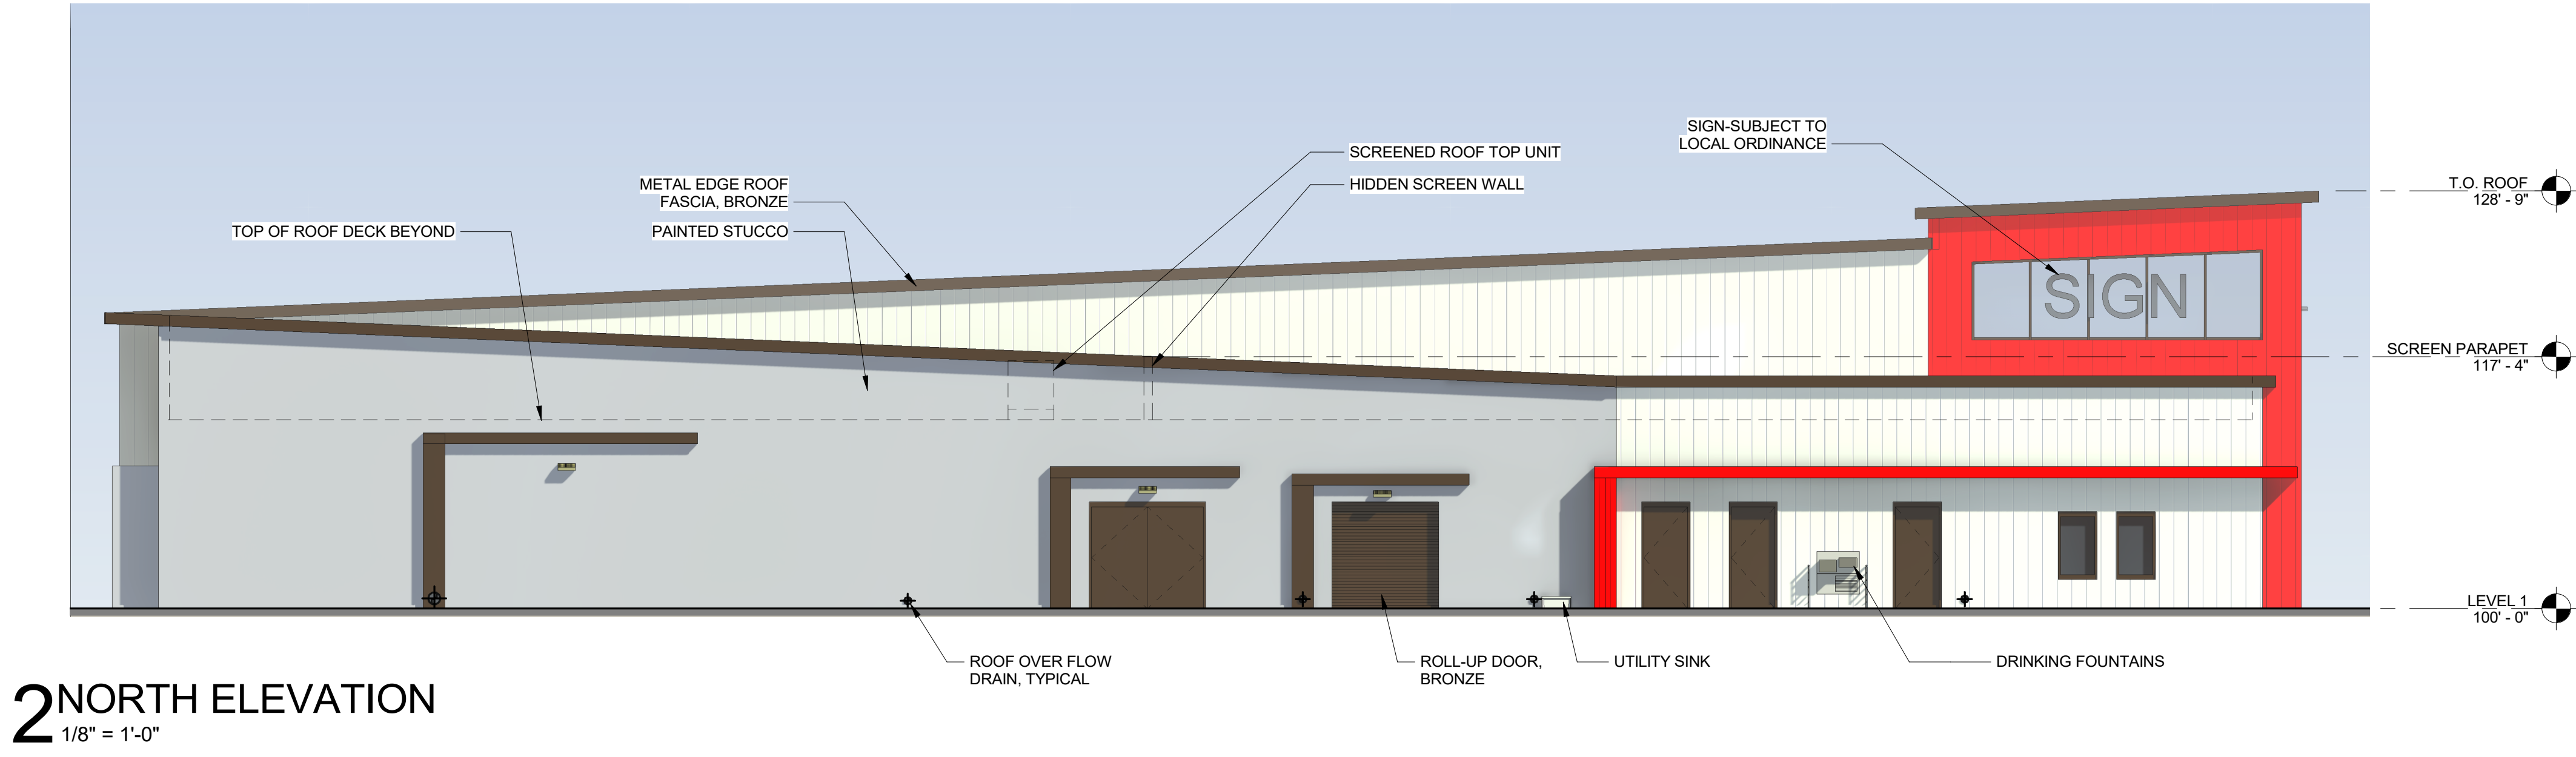 SIGN-SUBJECT TO
LOCAL ORDINANCE
SCREENED ROOF TOP UNIT
HIDDEN SCREEN WALL
METAL EDGE ROOF
FASCIA, BRONZE
TOP OF ROOF DECK BEYOND
PAINTED STUCCO
T.O. ROOF
128' - 9"
SIGN
SCREEN PARAPET
117' - 4"
LEVEL 1
100' - 0"
ROOF OVER FLOW
DRAIN, TYPICAL
ROLL-UP DOOR,
BRONZE
UTILITY SINK
DRINKING FOUNTAINS
2 NORTH ELEVATION
1/8" = 1'-0"